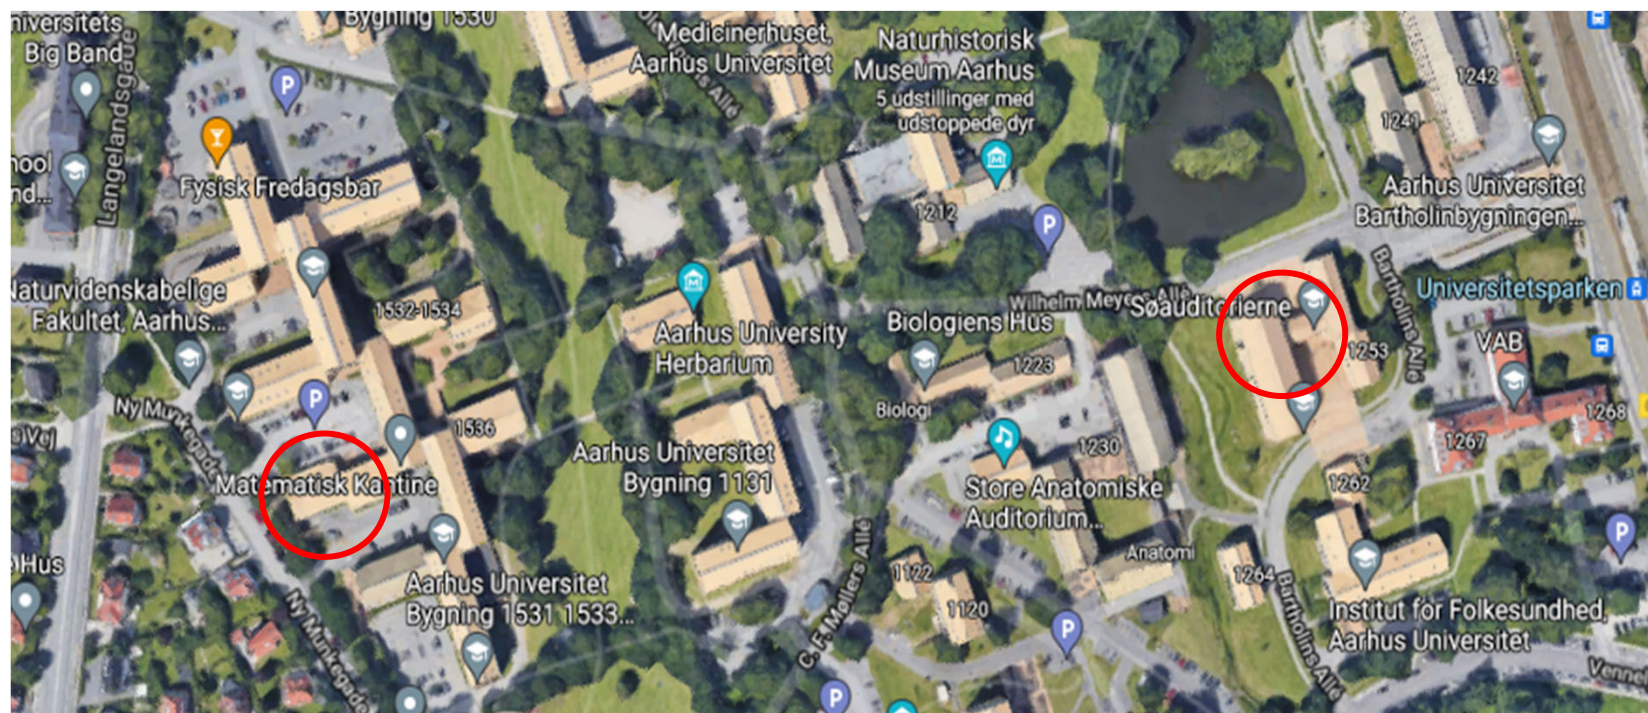 niversitets
Big Band
Langelandsgade
Bygning 1530
Medicinerhuset,
Aarhus Universitet
s Allé
Naturhistorisk
Museum Aarhus
5 udstillinger med
udstoppede dyr
1242
1241
Aarhus Universitet
Bartholinbygningen...
hool
nd...
Fysisk Fredagsbar
1212
P
P
Naturvidenskabelige
Fakultet, Aarhus...
1532-1534
Aarhus University
Herbarium
Wilhelm Meyers Allé
Søauditorierne
Biologiens Hus
1223
Biologi
1253
Bartholins Allé
Universitetsparken
VAB
1268
1267
Ny Munkegade
P
Vej
1536
Matematisk Kantine
Aarhus Universitet
Bygning 1131
1230
Store Anatomiske
Auditorium...
1262
Anatomi
P
Hus
Aarhus Universitet
Bygning 1531 1533...
1122
1120
C. F. Møllers Allé
P
P
1264
Bartholins Allé
Institut for Folkesundhed,
Aarhus Universitet
Ny Munkegade
Vennel